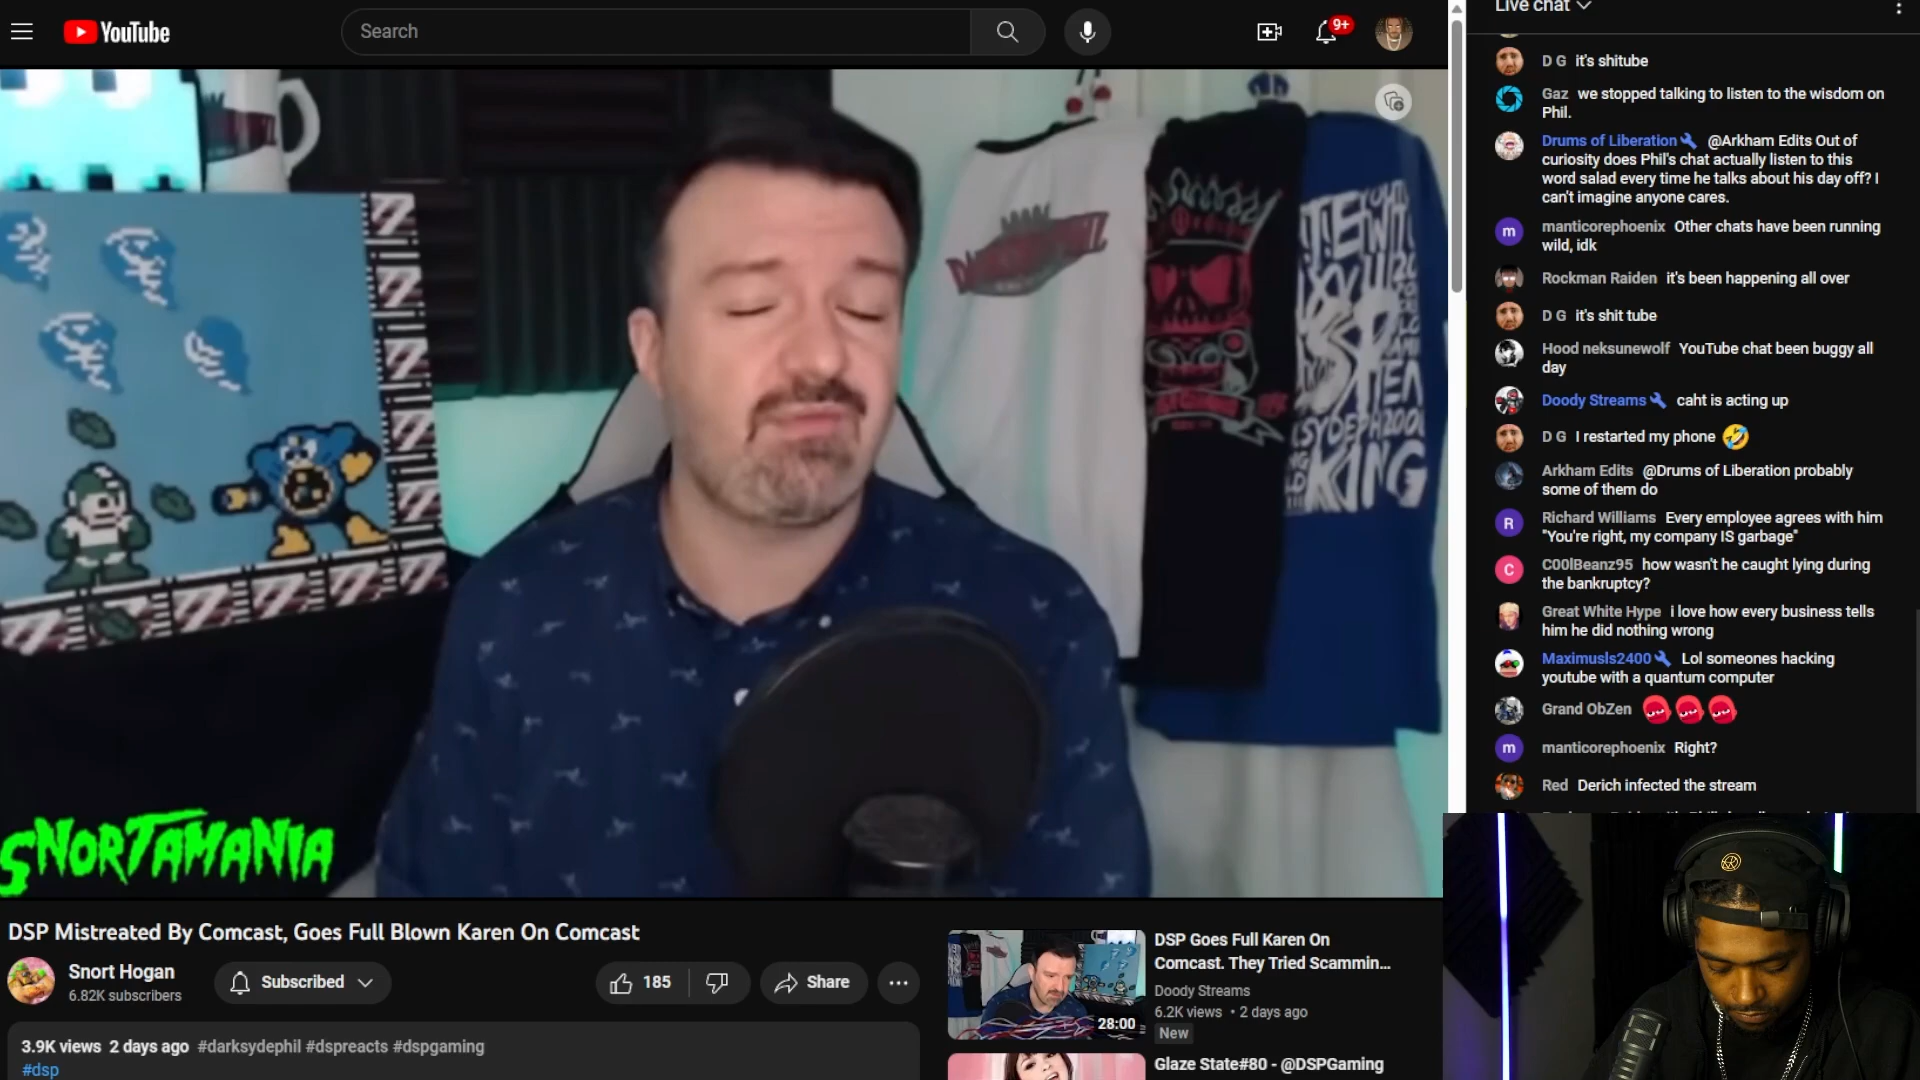 YouTube
Search
9+
Live chat
D G it's shitube
Gaz we stopped talking to listen to the wisdom on
Phil.
Drums of Liberation @Arkham Edits Out of
curiosity does Phil's chat actually listen to this
word salad every time he talks about his day off? I
can't imagine anyone cares.
m
manticorephoenix Other chats have been running
wild, idk
Rockman Raiden it's been happening all over
D G it's shit tube
Hood neksunewolf YouTube chat been buggy all
day
Doody Streams caht is acting up
D G I restarted my phone 🤣
Arkham Edits @Drums of Liberation probably
some of them do
R
Richard Williams Every employee agrees with him
"You're right, my company IS garbage"
C
C00lBeanz95 how wasn't he caught lying during
the bankruptcy?
Great White Hype i love how every business tells
him he did nothing wrong
Maximusls2400 Lol someones hacking
youtube with a quantum computer
Grand ObZen
m
manticorephoenix Right?
Red Derich infected the stream
KING
SNORTAMANIA
DSP Mistreated By Comcast, Goes Full Blown Karen On Comcast
Snort Hogan
6.82K subscribers
Subscribed
185
Share
3.9K views 2 days ago #darksydephil #dspreacts #dspgaming
#dsp
28:00
DSP Goes Full Karen On
Comcast. They Tried Scammin...
Doody Streams
6.2K views • 2 days ago
New
Glaze State#80 - @DSPGaming